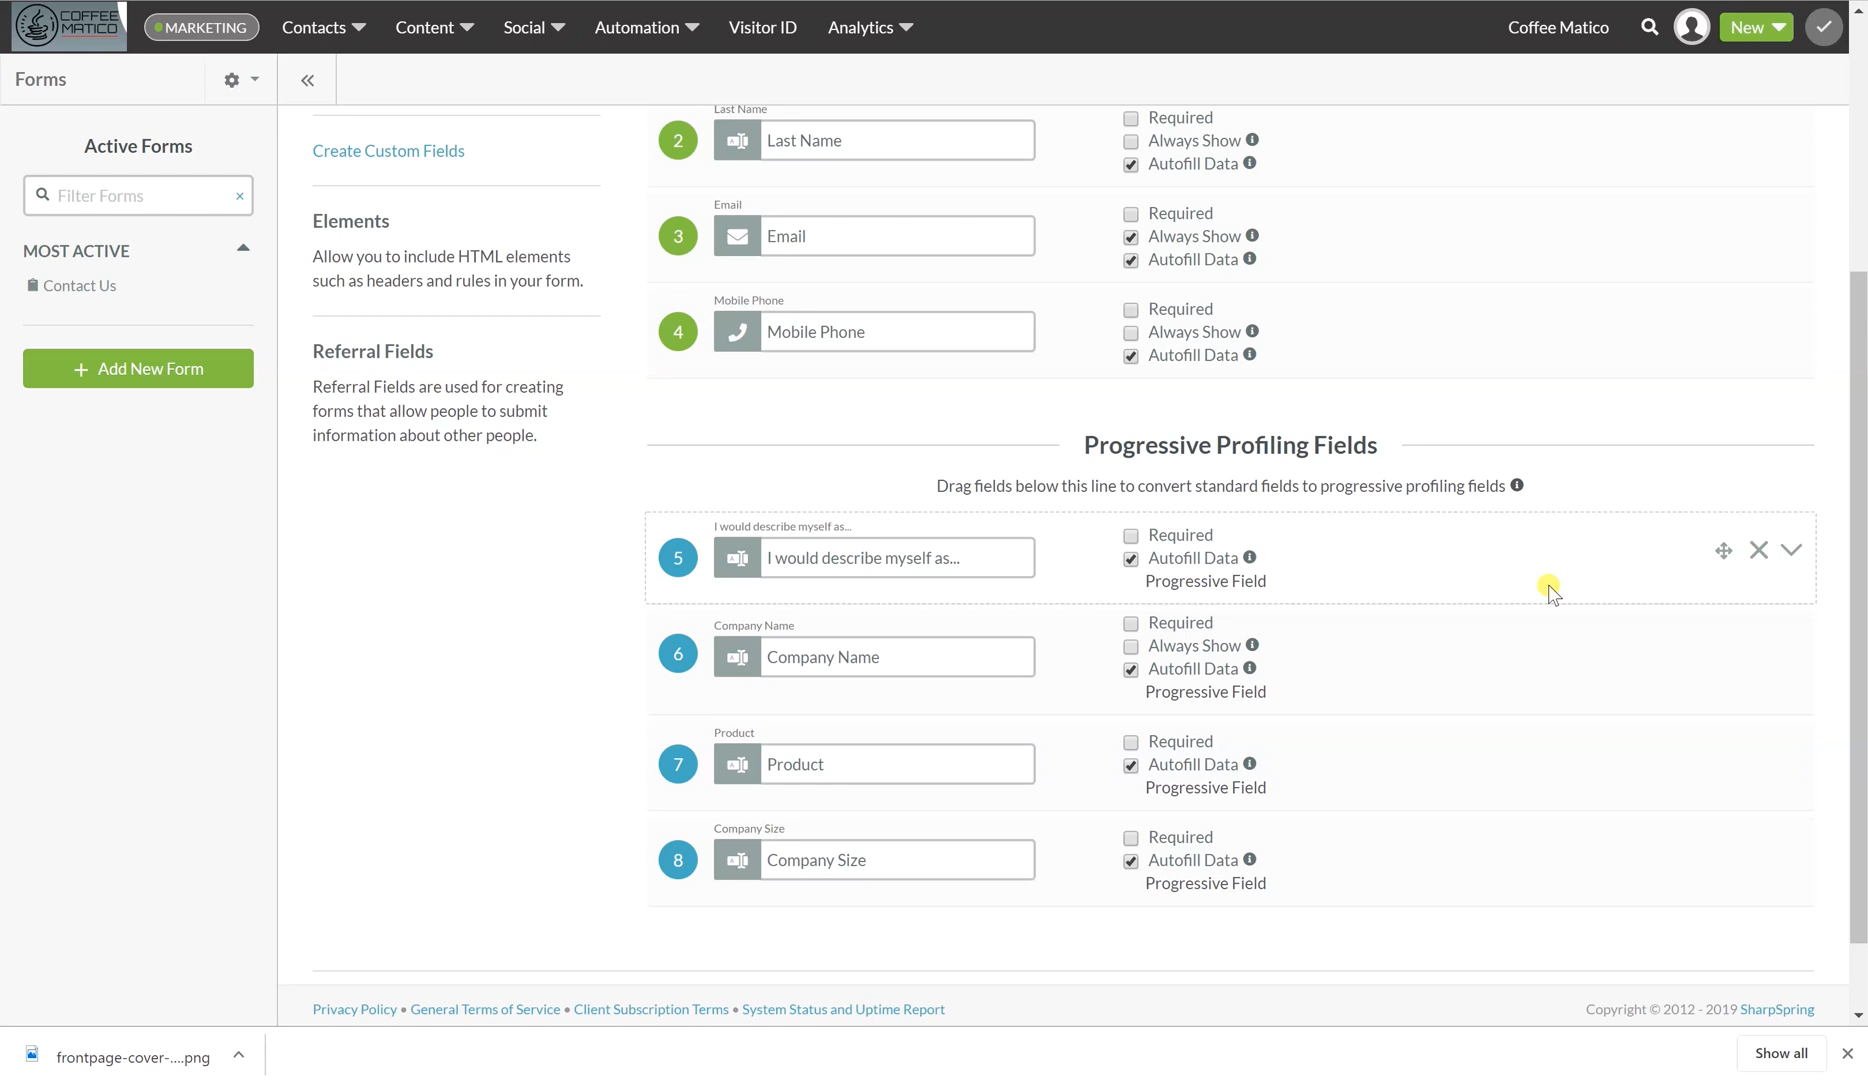 COFFEE
MATICO
MARKETING
Contacts
Content
Social
Automation
Visitor ID
Analytics
Coffee Matico
New
Forms
Active Forms
Filter Forms
×
MOST ACTIVE
Contact Us
+ Add New Form
Create Custom Fields
Elements
Allow you to include HTML elements
such as headers and rules in your form.
Referral Fields
Referral Fields are used for creating
forms that allow people to submit
information about other people.
Last Name
2
Last Name
Required
Always Show
Autofill Data
Email
3
Email
Required
Always Show
Autofill Data
Mobile Phone
4
Mobile Phone
Required
Always Show
Autofill Data
Progressive Profiling Fields
Drag fields below this line to convert standard fields to progressive profiling fields
I would describe myself as...
5
I would describe myself as...
Required
Autofill Data
Progressive Field
Company Name
6
Company Name
Required
Always Show
Autofill Data
Progressive Field
Product
7
Product
Required
Autofill Data
Progressive Field
Company Size
8
Company Size
Required
Autofill Data
Progressive Field
Privacy Policy • General Terms of Service • Client Subscription Terms • System Status and Uptime Report
Copyright © 2012 - 2019 SharpSpring
frontpage-cover-....png
Show all